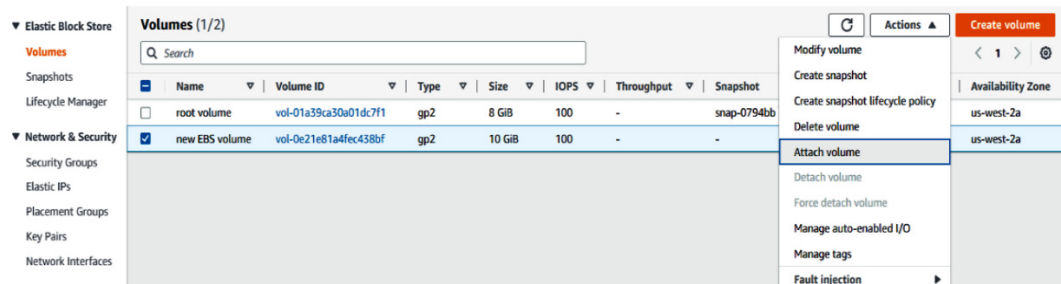 Elastic Block Store
Volumes
Snapshots
Lifecycle Manager
Network & Security
Security Groups
Elastic IPs
Placement Groups
Key Pairs
Network Interfaces
Volumes (1/2)
Actions
Create volume
Search
1
Name Volume ID Type Size IOPS Throughput Snapshot Availability Zone
root volume vol-01a39ca30a01dc7f1 gp2 8 GiB 100 - snap-0794bb us-west-2a
new EBS volume vol-0e21e81a4fec438bf gp2 10 GiB 100 - - us-west-2a
Modify volume
Create snapshot
Create snapshot lifecycle policy
Delete volume
Attach volume
Detach volume
Force detach volume
Manage auto-enabled I/O
Manage tags
Fault injection